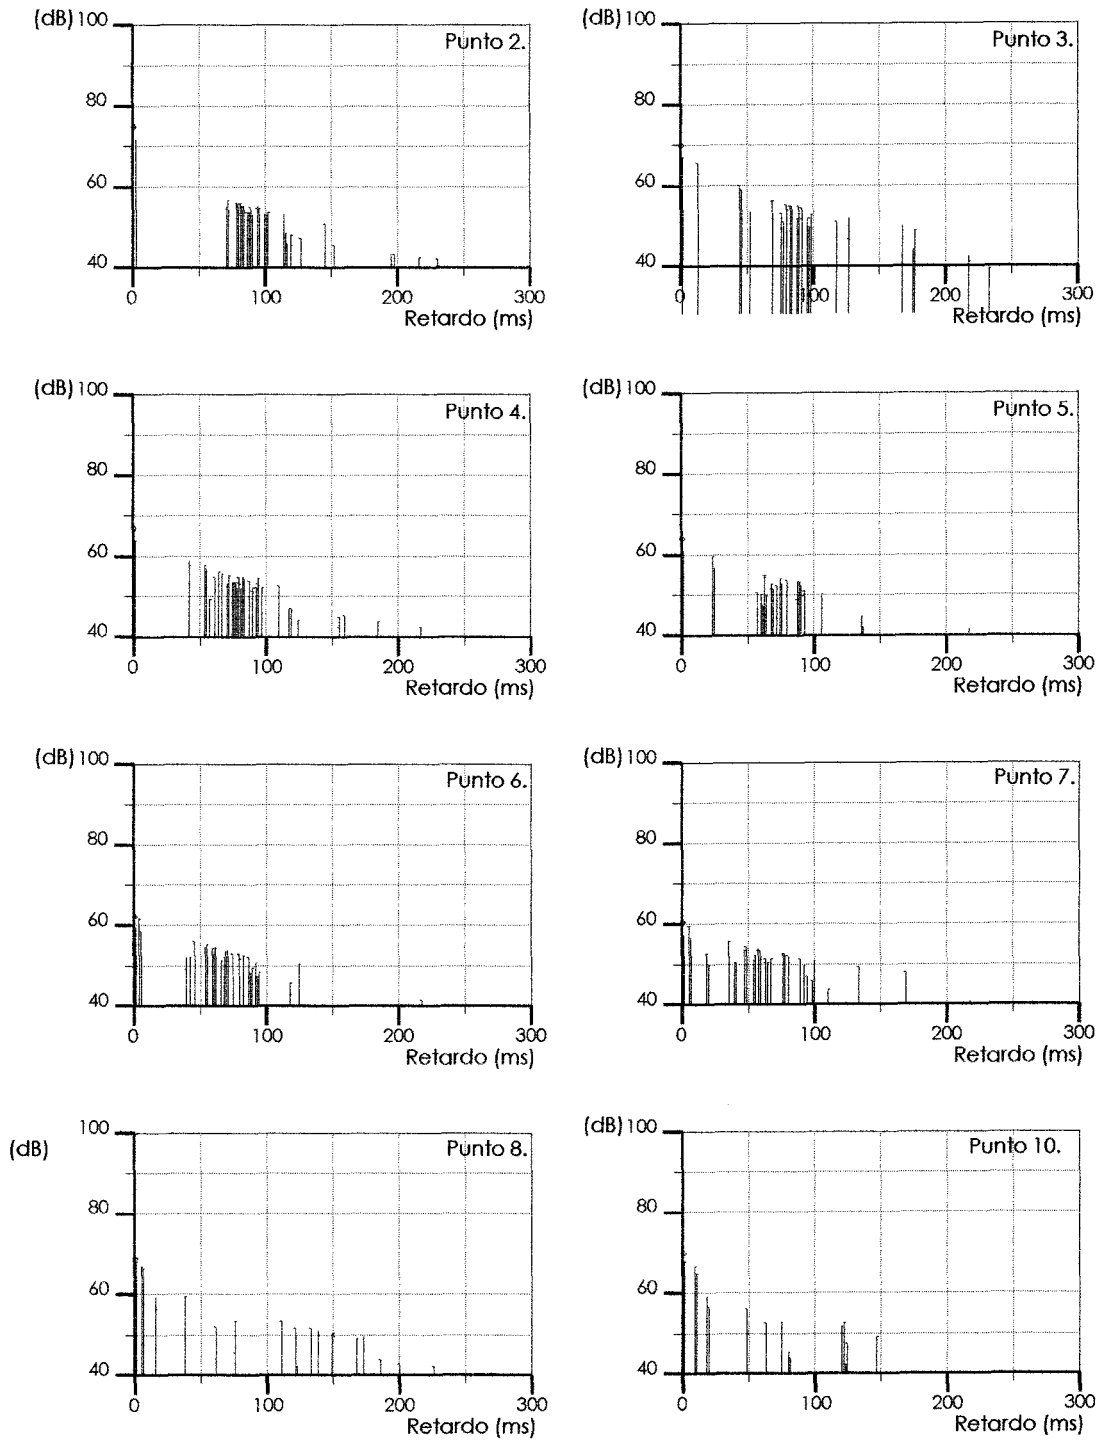 (dB) 100
Punto 2.
80
60
40
0 100 200 300
Retardo (ms)
(dB) 100
Punto 3.
80
60
40
0 100 200 300
Retardo (ms)
(dB) 100
Punto 4.
80
60
40
0 100 200 300
Retardo (ms)
(dB) 100
Punto 5.
80
60
40
0 100 200 300
Retardo (ms)
(dB) 100
Punto 6.
80
60
40
0 100 200 300
Retardo (ms)
(dB) 100
Punto 7.
80
60
40
0 100 200 300
Retardo (ms)
(dB) 100
Punto 8.
80
60
40
0 100 200 300
Retardo (ms)
(dB) 100
Punto 10.
80
60
40
0 100 200 300
Retardo (ms)